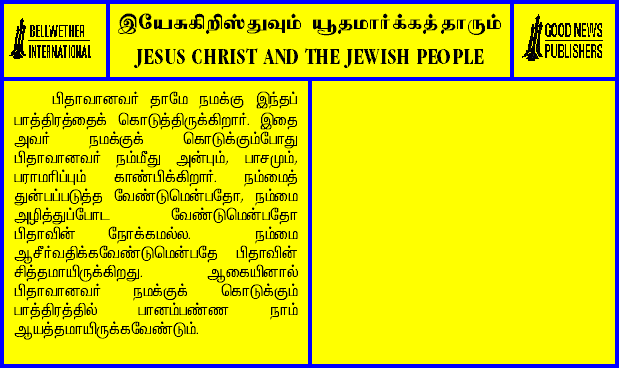 BELLWETHER
INTERNATIONAL
இயேசுகிறிஸ்துவும் யூதமார்க்கத்தாரும்
JESUS CHRIST AND THE JEWISH PEOPLE
GOOD NEWS
PUBLISHERS
பிதாவானவர் தாமே நமக்கு இந்தப்
பாத்திரத்தைக் கொடுத்திருக்கிறார். இதை
அவர் நமக்குக் கொடுக்கும்போது
பிதாவானவர் நம்மீது அன்பும், பாசமும்,
பராமரிப்பும் காண்பிக்கிறார். நம்மைத்
துன்பப்படுத்த வேண்டுமென்பதோ, நம்மை
அழித்துப்போட வேண்டுமென்பதோ
பிதாவின் நோக்கமல்ல. நம்மை
ஆசீர்வதிக்கவேண்டுமென்பதே பிதாவின்
சித்தமாயிருக்கிறது. ஆகையினால்
பிதாவானவர் நமக்குக் கொடுக்கும்
பாத்திரத்தில் பானம்பண்ண நாம்
ஆயத்தமாயிருக்கவேண்டும்.